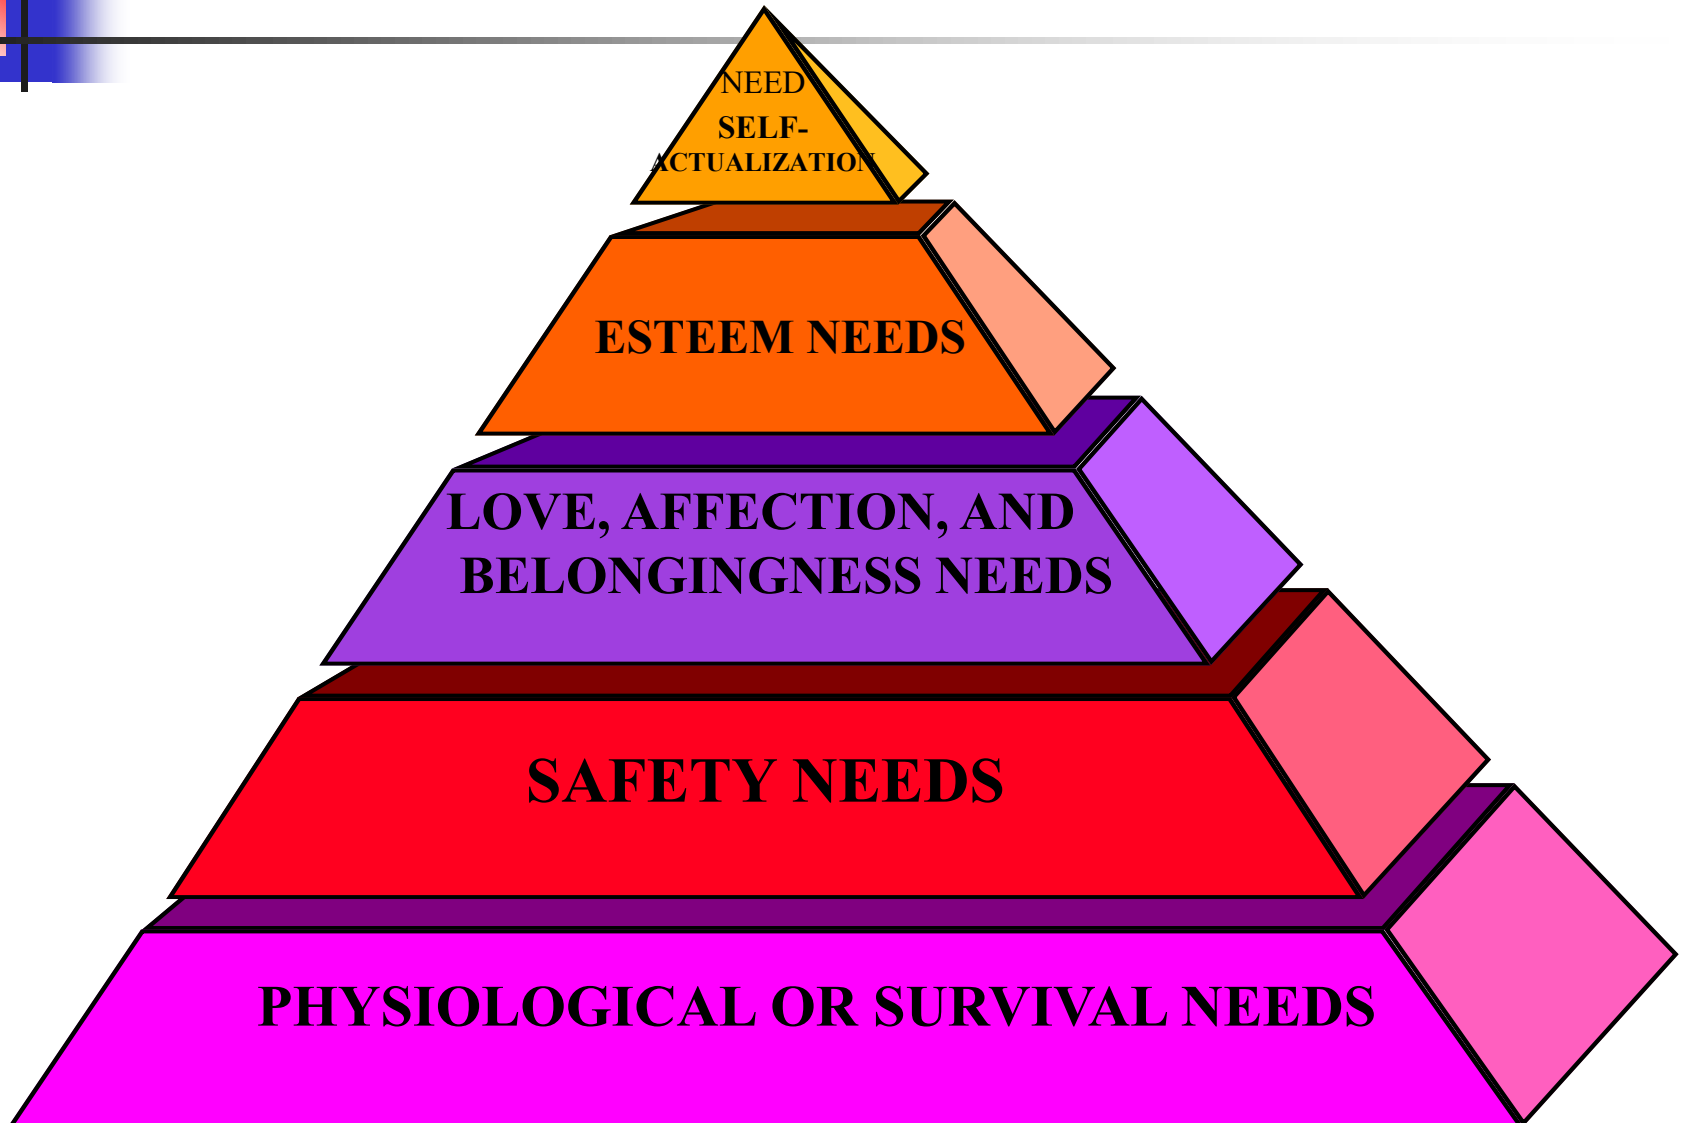 NEED
SELF-
ACTUALIZATION
ESTEEM NEEDS
LOVE, AFFECTION, AND
BELONGINGNESS NEEDS
SAFETY NEEDS
PHYSIOLOGICAL OR SURVIVAL NEEDS